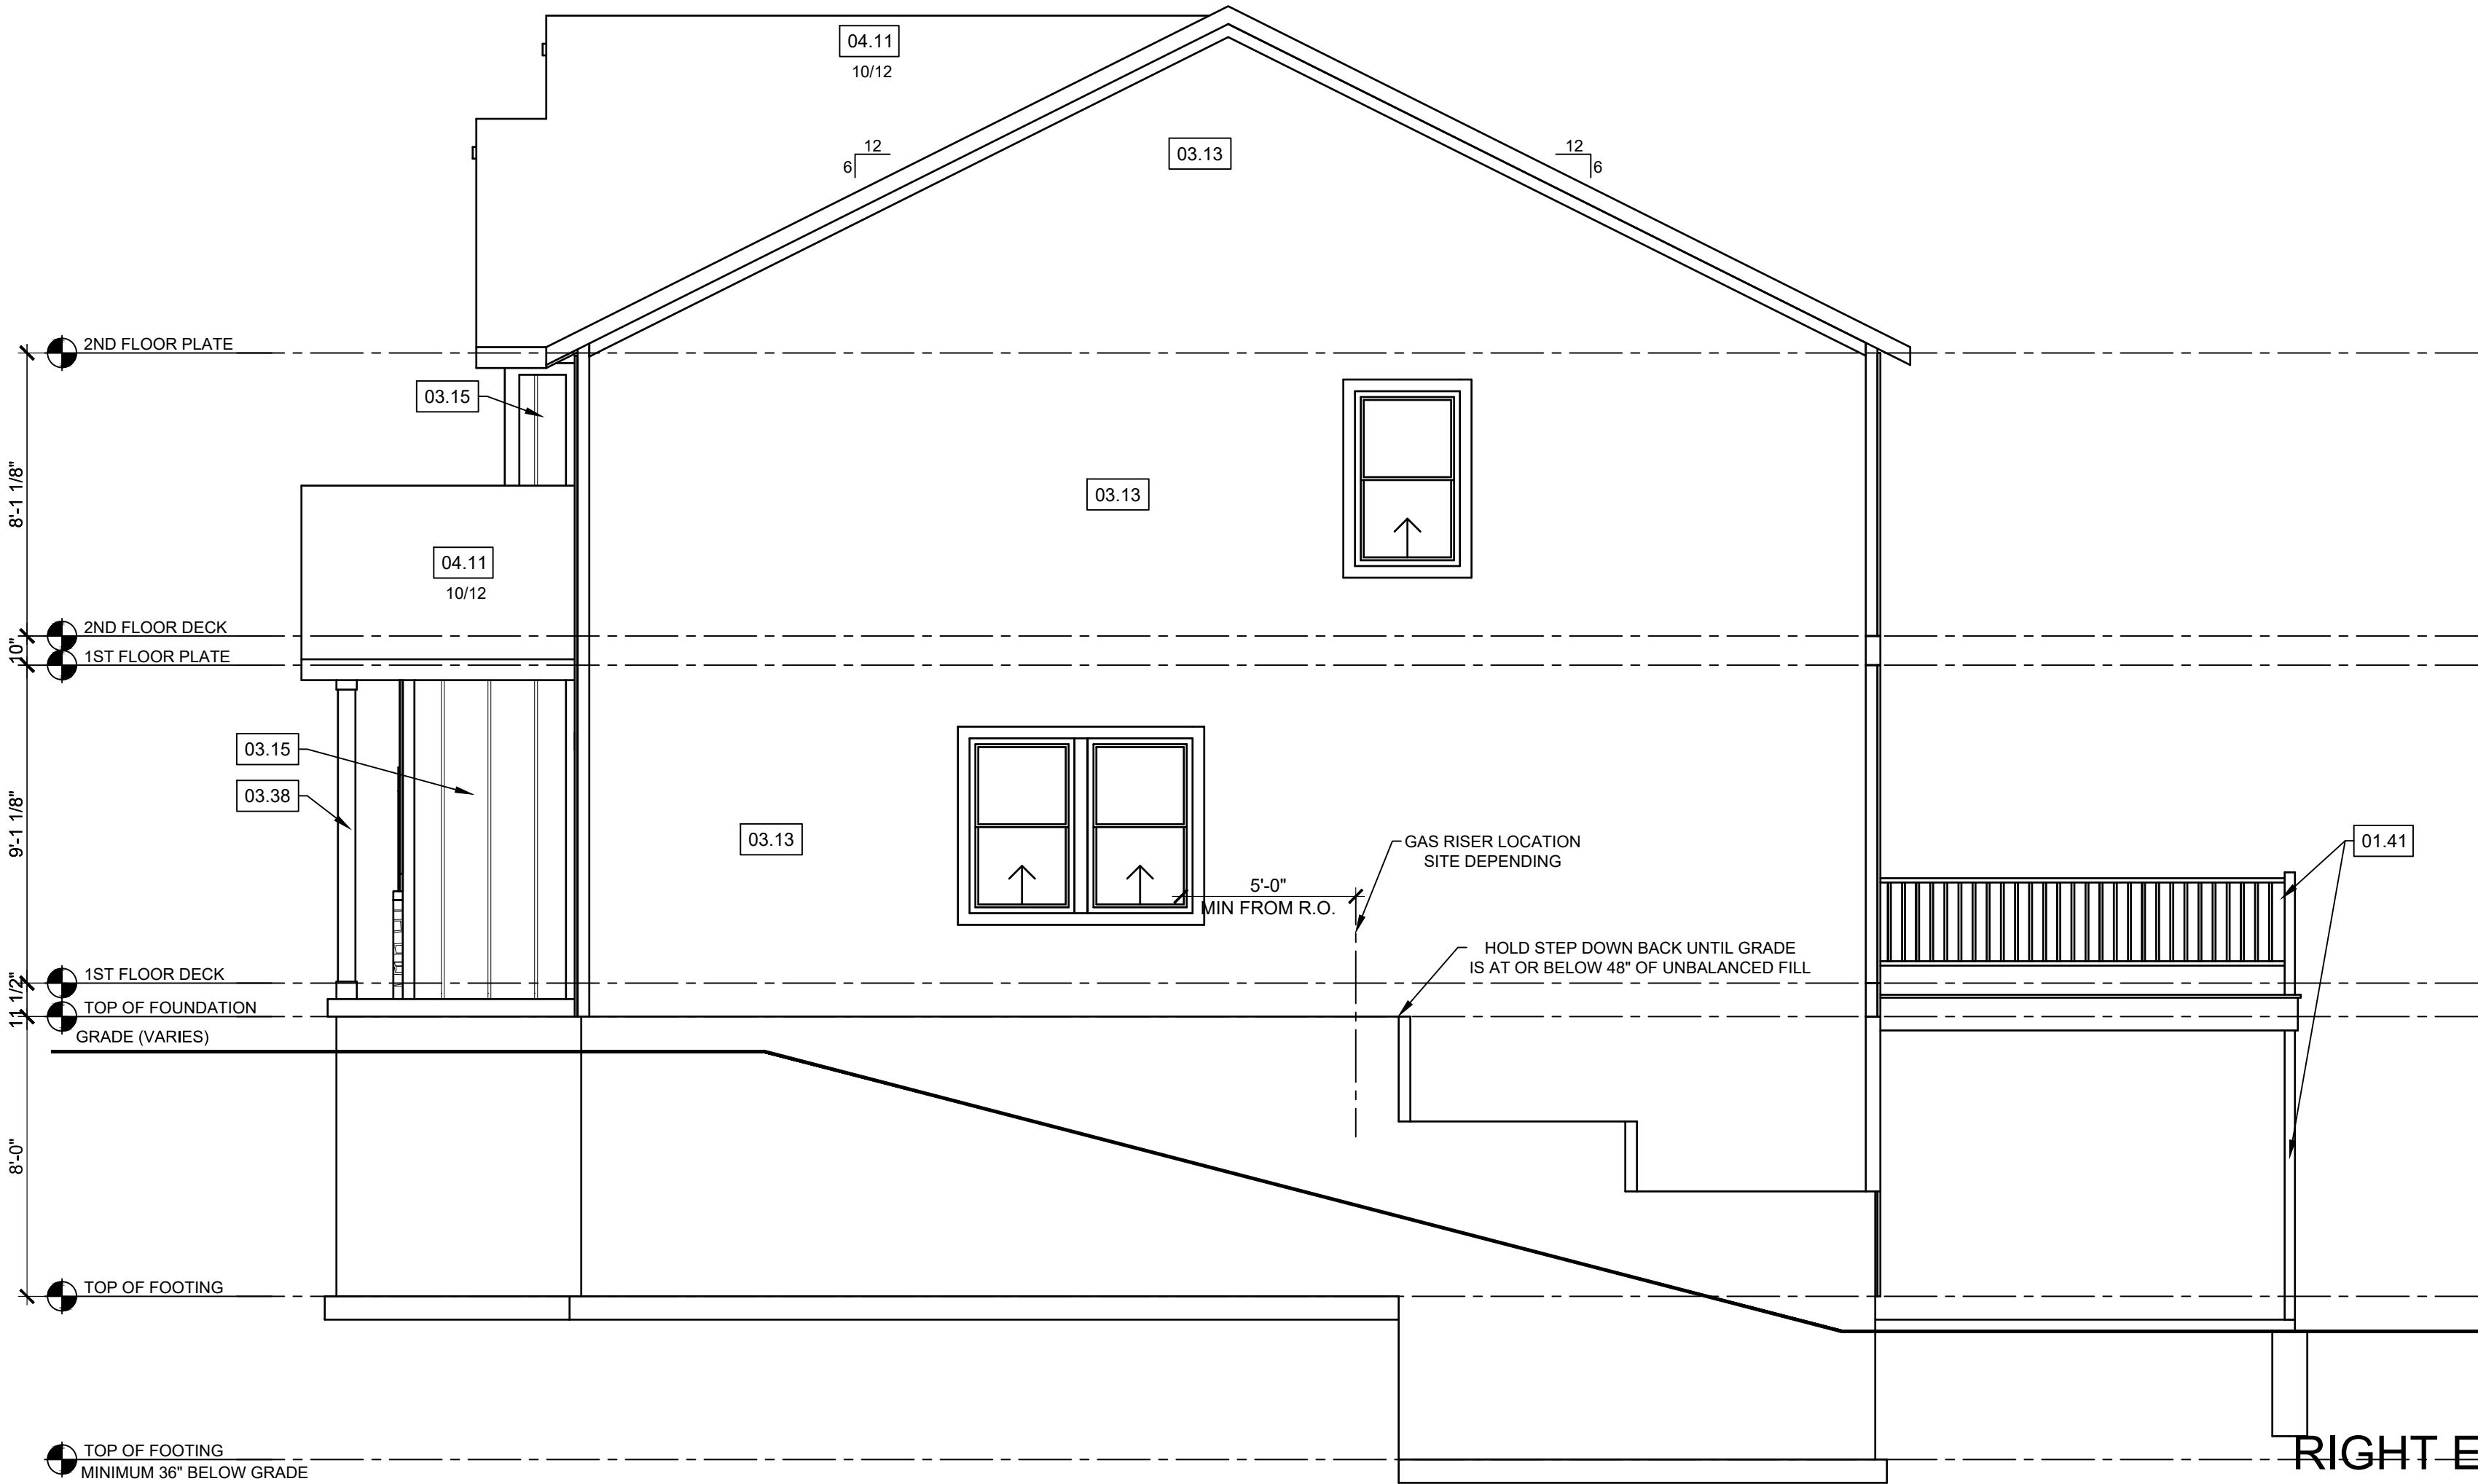 04.11
10/12
12
6
03.13
12
6
2ND FLOOR PLATE
03.15
8'-1 1/8"
03.13
04.11
10/12
2ND FLOOR DECK
10"
1ST FLOOR PLATE
03.15
03.38
9'-1 1/8"
03.13
GAS RISER LOCATION
SITE DEPENDING
01.41
5'-0"
MIN FROM R.O.
HOLD STEP DOWN BACK UNTIL GRADE
IS AT OR BELOW 48" OF UNBALANCED FILL
1ST FLOOR DECK
11 1/2"
TOP OF FOUNDATION
GRADE (VARIES)
8'-0"
TOP OF FOOTING
TOP OF FOOTING
MINIMUM 36" BELOW GRADE
RIGHT E